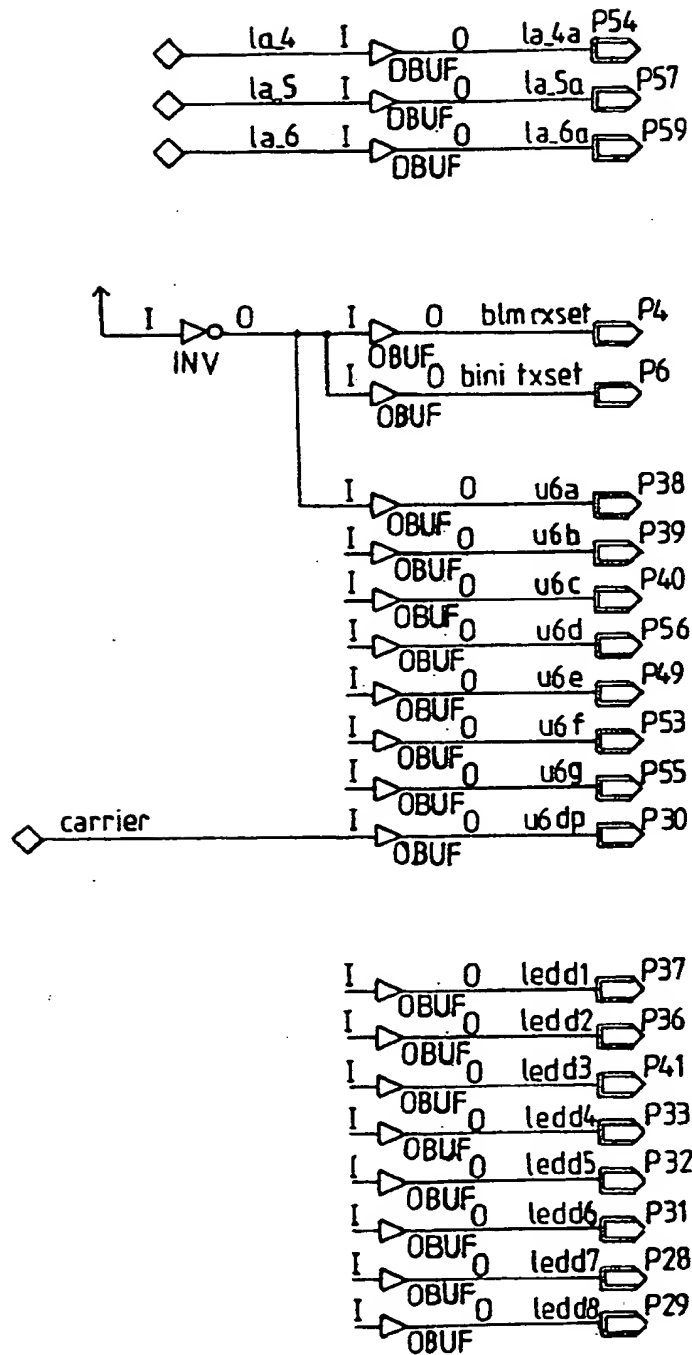 la_4 I O la_4a P54
OBUF
la_5 I O la_5a P57
OBUF
la_6 I O la_6a P59
OBUF
I O I O blmrxset P4
INV OBUF
I O bini txset P6
OBUF
I O u6a P38
OBUF
I O u6b P39
OBUF
I O u6c P40
OBUF
I O u6d P56
OBUF
I O u6e P49
OBUF
I O u6f P53
OBUF
I O u6g P55
OBUF
carrier I O u6dp P30
OBUF
I O ledd1 P37
OBUF
I O ledd2 P36
OBUF
I O ledd3 P41
OBUF
I O ledd4 P33
OBUF
I O ledd5 P32
OBUF
I O ledd6 P31
OBUF
I O ledd7 P28
OBUF
I O ledd8 P29
OBUF